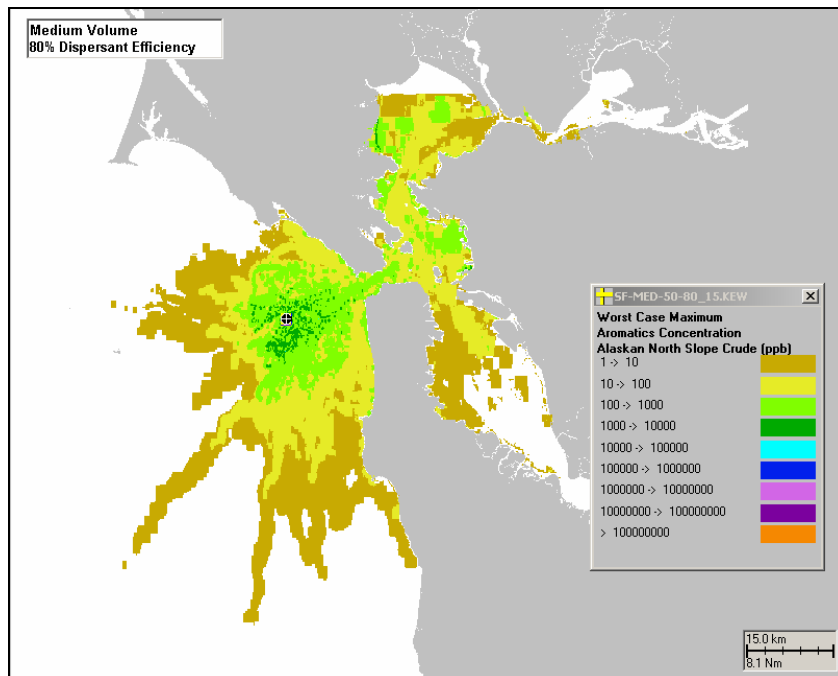 Medium Volume
80% Dispersant Efficiency
SF-MED-50-80_15.KEW
Worst Case Maximum
Aromatics Concentration
Alaskan North Slope Crude (ppb)
1 -> 10
10 -> 100
100 -> 1000
1000 -> 10000
10000 -> 100000
100000 -> 1000000
1000000 -> 10000000
10000000 -> 100000000
> 100000000
15.0 km
8.1 Nm